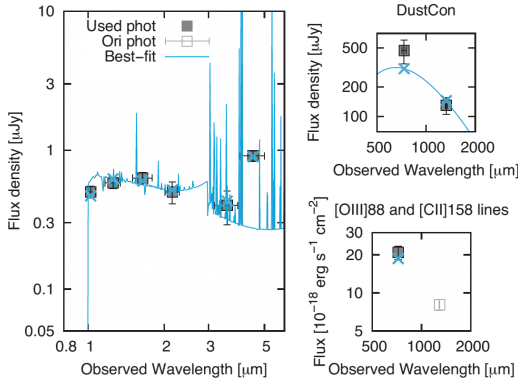 Used phot
Ori phot
Best−fit
Flux density [μJy]
10
3
1
0.3
0.1
0.05
0.8 1 2 3 5
Observed Wavelength [μm]
DustCon
Flux density [μJy]
500
300
200
100
500 1000 2000
Observed Wavelength [μm]
[OIII]88 and [CII]158 lines
Flux [10⁻¹⁸ erg s⁻¹ cm⁻²]
30
20
10
6
500 1000 2000
Observed Wavelength [μm]